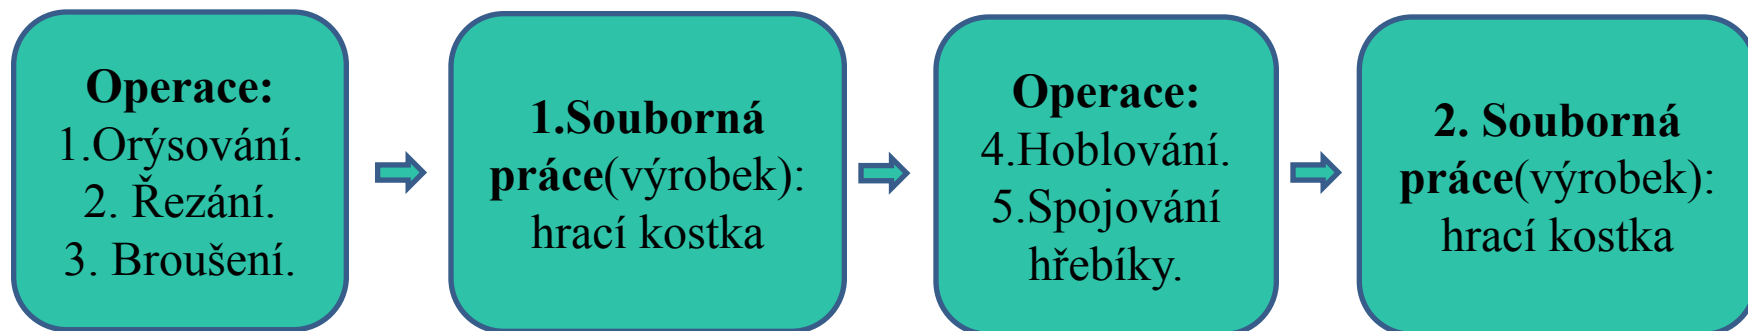 Operace:
1.Orýsování.
2. Řezání.
3. Broušení.
1.Souborná
práce(výrobek):
hrací kostka
Operace:
4.Hoblování.
5.Spojování
hřebíky.
2. Souborná
práce(výrobek):
hrací kostka